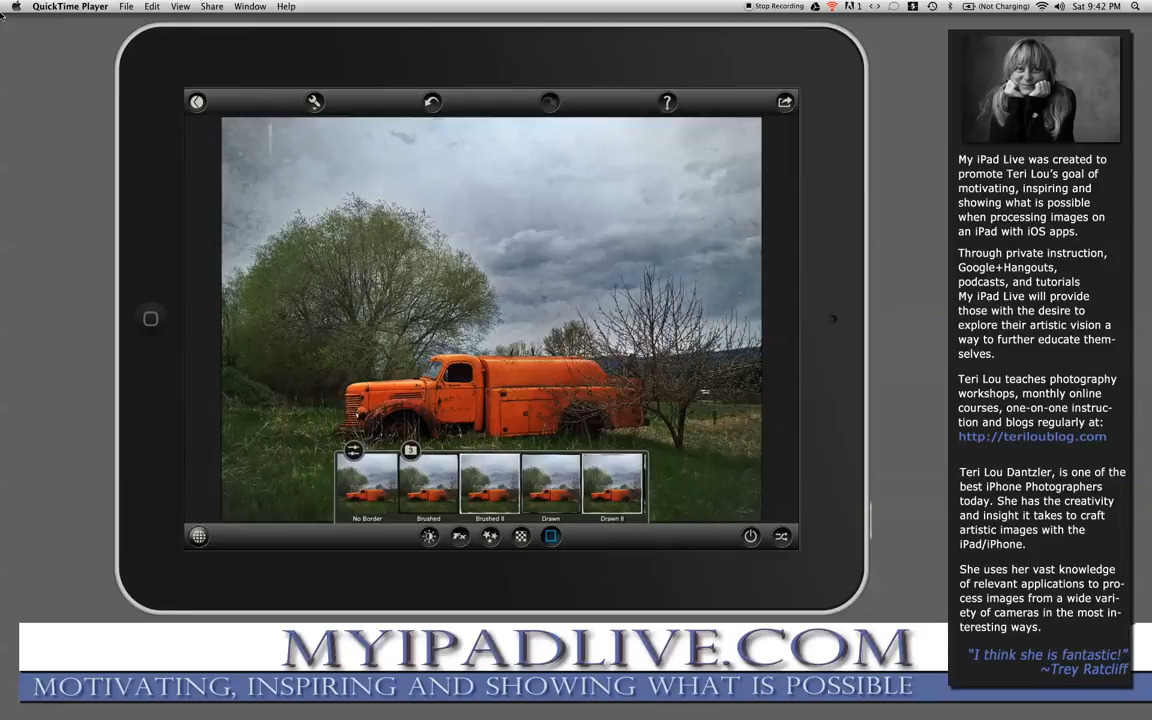 QuickTime Player File Edit View Share Window Help
Stop Recording 1 (Not Charging) Sat 9:42 PM
?
3
No Border Brushed Brushed II Drawn Drawn II
My iPad Live was created to
promote Teri Lou's goal of
motivating, inspiring and
showing what is possible
when processing images on
an iPad with iOS apps.
Through private instruction,
Google+Hangouts,
podcasts, and tutorials
My iPad Live will provide
those with the desire to
explore their artistic vision a
way to further educate them-
selves.
Teri Lou teaches photography
workshops, monthly online
courses, one-on-one instruc-
tion and blogs regularly at:
http://teriloublog.com
Teri Lou Dantzler, is one of the
best iPhone Photographers
today. She has the creativity
and insight it takes to craft
artistic images with the
iPad/iPhone.
She uses her vast knowledge
of relevant applications to pro-
cess images from a wide vari-
ety of cameras in the most in-
teresting ways.
"I think she is fantastic!"
~Trey Ratcliff
MYIPADLIVE.COM
MOTIVATING, INSPIRING AND SHOWING WHAT IS POSSIBLE